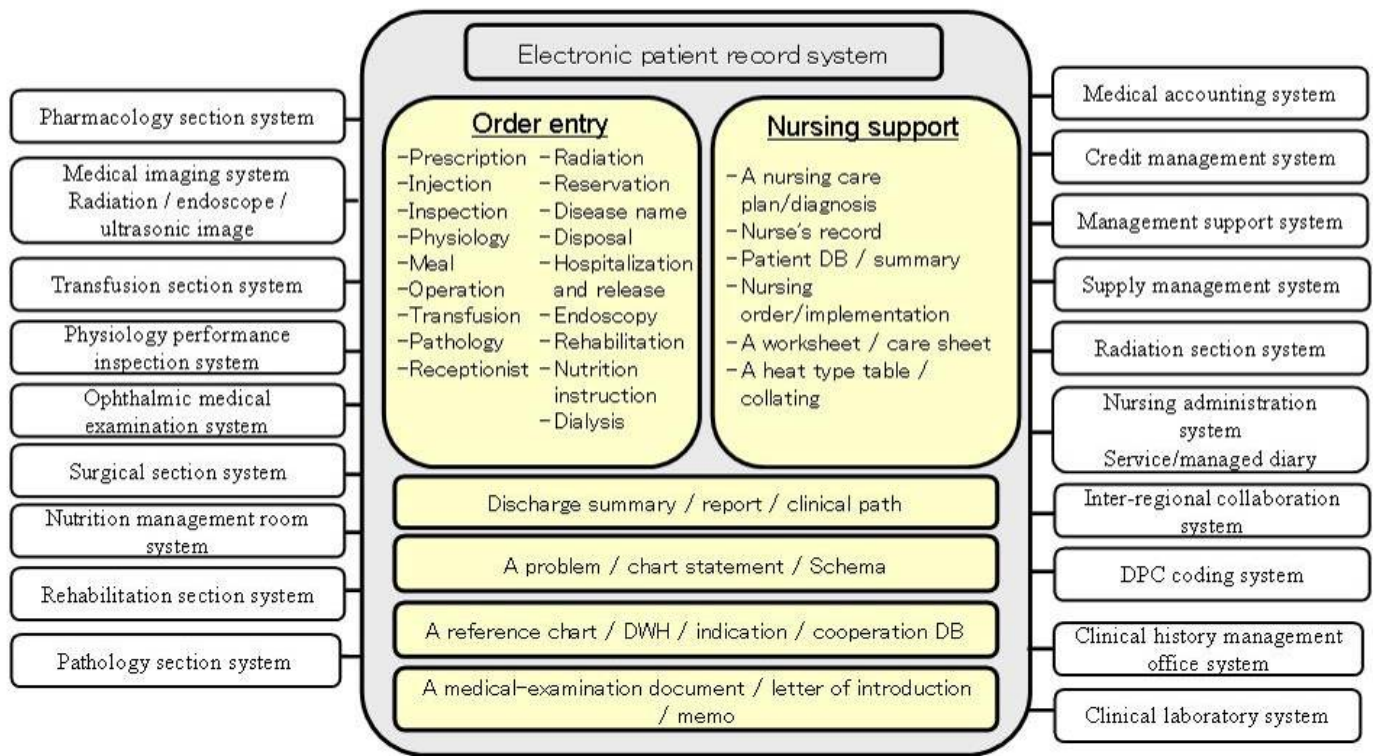 Electronic patient record system
Pharmacology section system
Medical imaging system
Radiation / endoscope /
ultrasonic image
Transfusion section system
Physiology performance
inspection system
Ophthalmic medical
examination system
Surgical section system
Nutrition management room
system
Rehabilitation section system
Pathology section system
Order entry
-Prescription
-Injection
-Inspection
-Physiology
-Meal
-Operation
-Transfusion
-Pathology
-Receptionist
-Radiation
-Reservation
-Disease name
-Disposal
-Hospitalization
and release
-Endoscopy
-Rehabilitation
-Nutrition
instruction
-Dialysis
Nursing support
-A nursing care
plan/diagnosis
-Nurse's record
-Patient DB / summary
-Nursing
order/implementation
-A worksheet / care sheet
-A heat type table /
collating
Discharge summary / report / clinical path
A problem / chart statement / Schema
A reference chart / DWH / indication / cooperation DB
A medical-examination document / letter of introduction
/ memo
Medical accounting system
Credit management system
Management support system
Supply management system
Radiation section system
Nursing administration
system
Service/managed diary
Inter-regional collaboration
system
DPC coding system
Clinical history management
office system
Clinical laboratory system